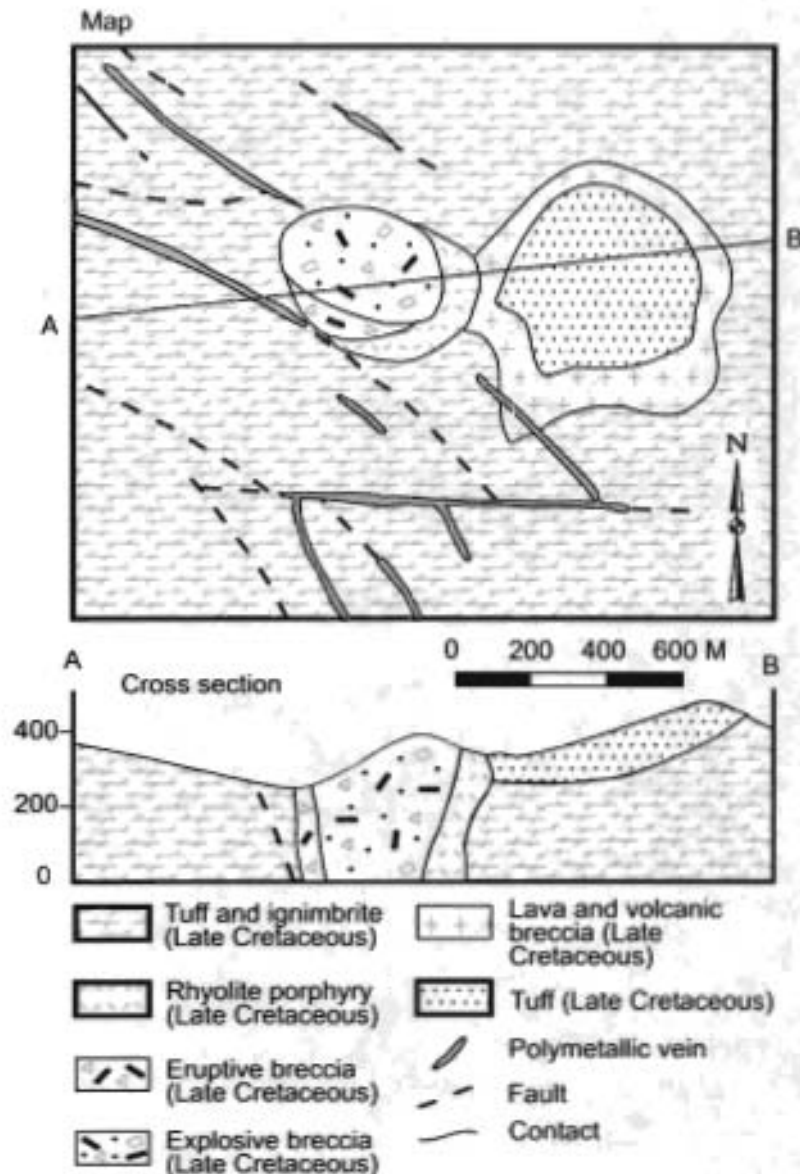 Map
B
A
N
A
0 200 400 600 M
B
Cross section
400
200
0
Tuff and ignimbrite
(Late Cretaceous)
Lava and volcanic
breccia (Late
Cretaceous)
Rhyolite porphyry
(Late Cretaceous)
Tuff (Late Cretaceous)
Eruptive breccia
(Late Cretaceous)
Polymetallic vein
Fault
Explosive breccia
(Late Cretaceous)
Contact